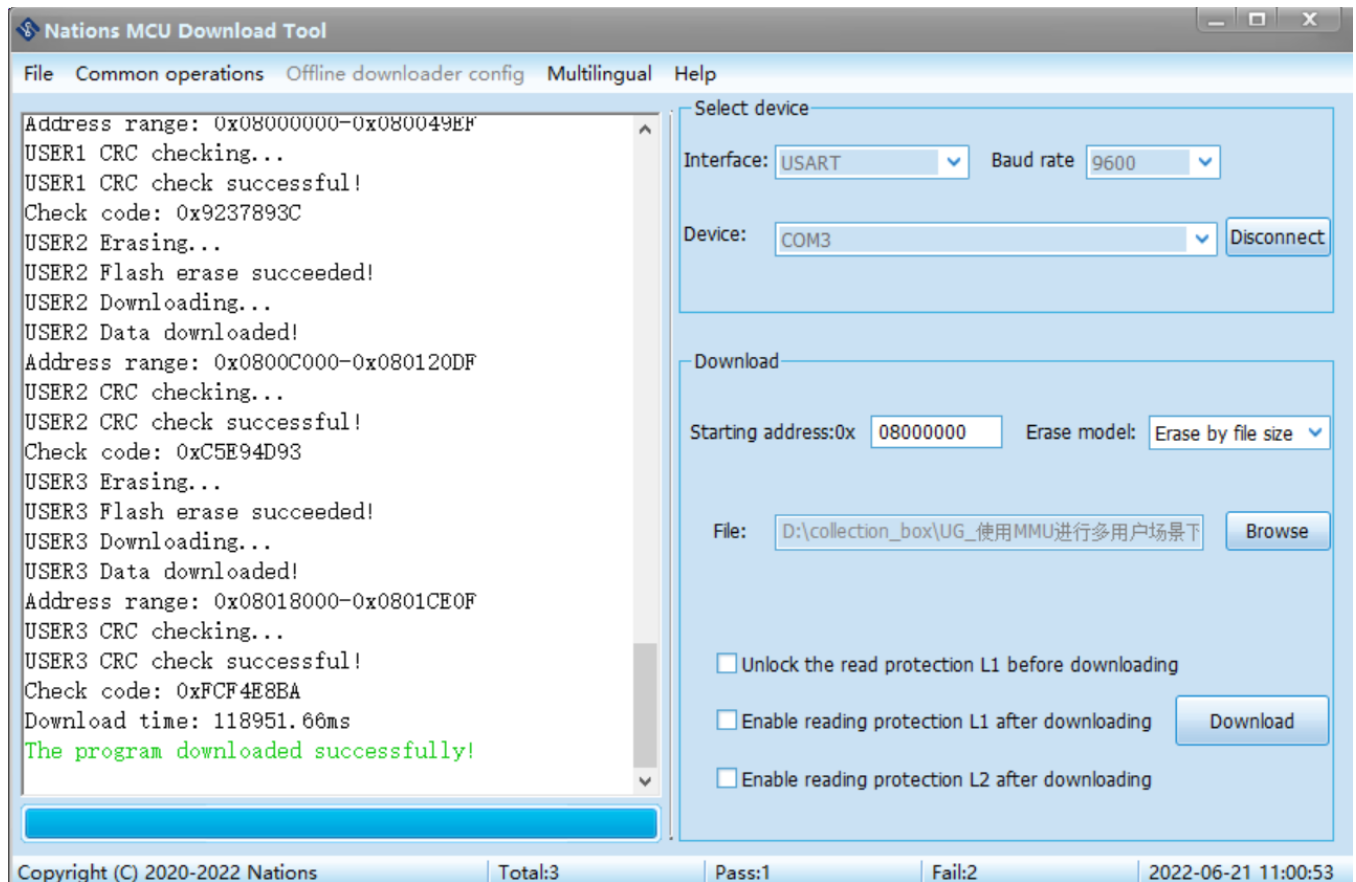 Nations MCU Download Tool
File Common operations Offline downloader config Multilingual Help
Address range: 0x08000000-0x080049EF
USER1 CRC checking...
USER1 CRC check successful!
Check code: 0x9237893C
USER2 Erasing...
USER2 Flash erase succeeded!
USER2 Downloading...
USER2 Data downloaded!
Address range: 0x0800C000-0x080120DF
USER2 CRC checking...
USER2 CRC check successful!
Check code: 0xC5E94D93
USER3 Erasing...
USER3 Flash erase succeeded!
USER3 Downloading...
USER3 Data downloaded!
Address range: 0x08018000-0x0801CE0F
USER3 CRC checking...
USER3 CRC check successful!
Check code: 0xFCF4E8BA
Download time: 118951.66ms
The program downloaded successfully!
Select device
Interface: USART Baud rate 9600
Device: COM3 Disconnect
Download
Starting address:0x 08000000 Erase model: Erase by file size
File: D:\collection_box\UG_使用MMU进行多用户场景下 Browse
Unlock the read protection L1 before downloading
Enable reading protection L1 after downloading Download
Enable reading protection L2 after downloading
Copyright (C) 2020-2022 Nations Total:3 Pass:1 Fail:2 2022-06-21 11:00:53